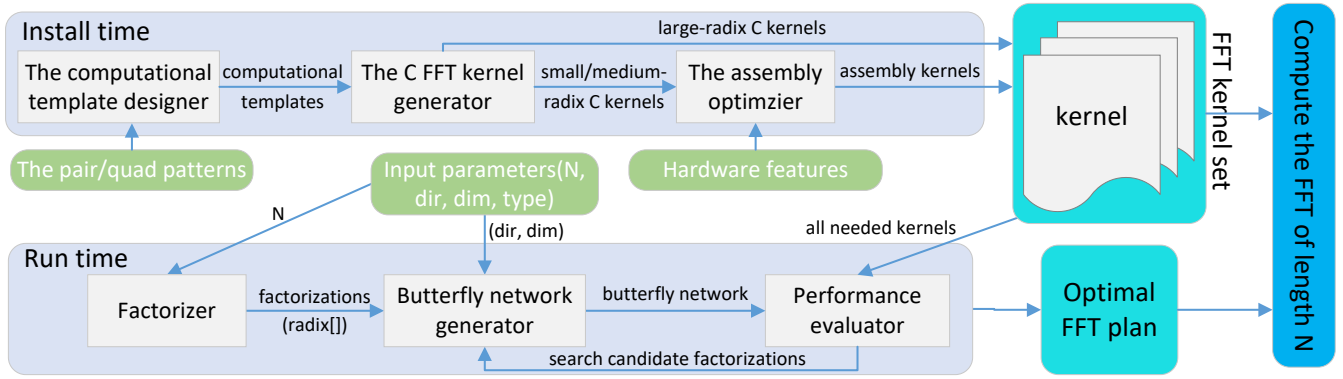 Install time
large-radix C kernels
The computational
template designer
computational
templates
The C FFT kernel
generator
small/medium-
radix C kernels
The assembly
optimzier
assembly kernels
kernel
FFT kernel set
Compute the FFT of length N
The pair/quad patterns
Input parameters(N,
dir, dim, type)
Hardware features
N
(dir, dim)
all needed kernels
Run time
Factorizer
factorizations
(radix[])
Butterfly network
generator
butterfly network
Performance
evaluator
search candidate factorizations
Optimal
FFT plan